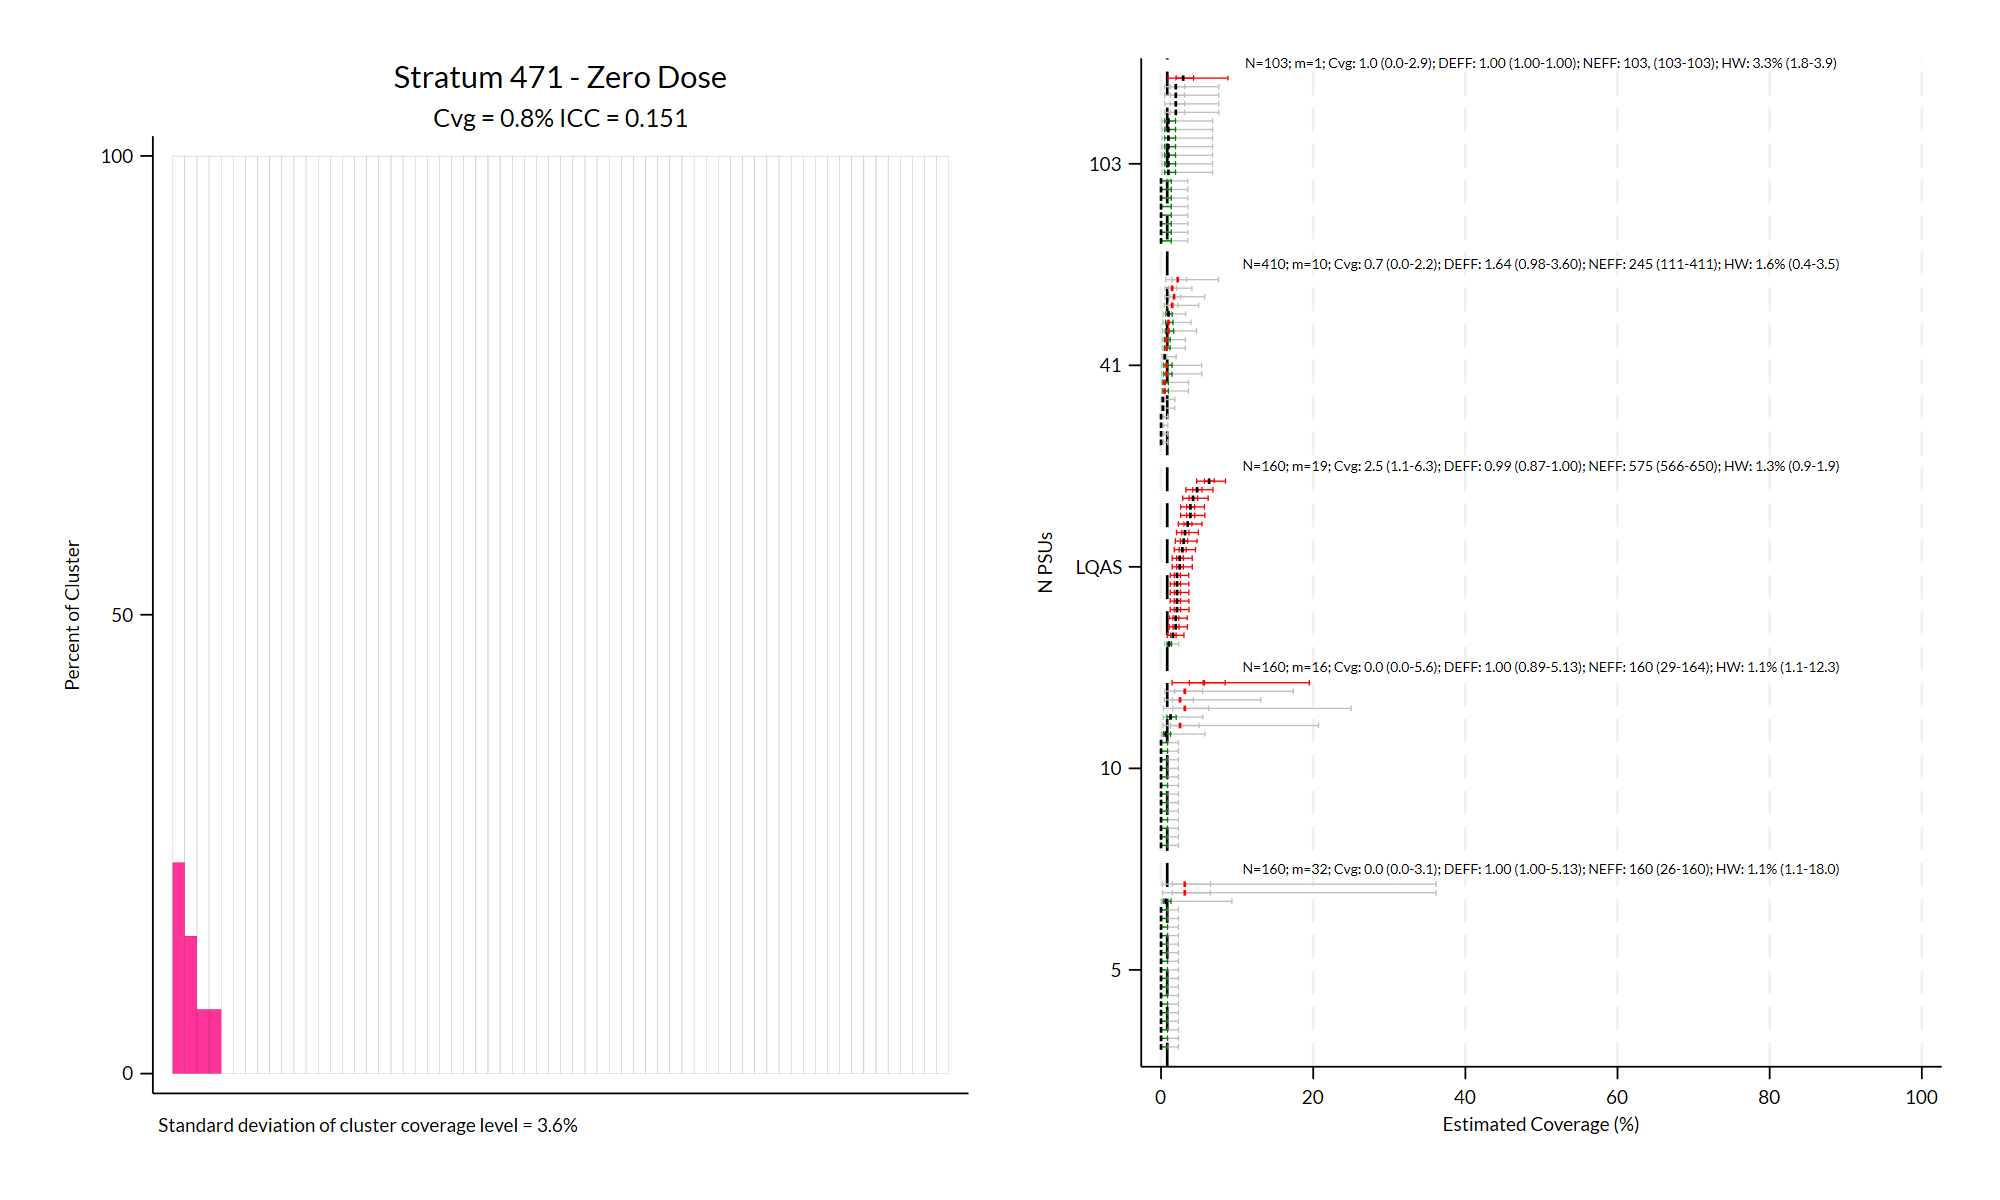 Stratum 471 - Zero Dose
Cvg = 0.8% ICC = 0.151
100
50
0
Percent of Cluster
Standard deviation of cluster coverage level = 3.6%
N=103; m=1; Cvg: 1.0 (0.0-2.9); DEFF: 1.00 (1.00-1.00); NEFF: 103, (103-103); HW: 3.3% (1.8-3.9)
103
N=410; m=10; Cvg: 0.7 (0.0-2.2); DEFF: 1.64 (0.98-3.60); NEFF: 245 (111-411); HW: 1.6% (0.4-3.5)
41
N=160; m=19; Cvg: 2.5 (1.1-6.3); DEFF: 0.99 (0.87-1.00); NEFF: 575 (566-650); HW: 1.3% (0.9-1.9)
LQAS
N=160; m=16; Cvg: 0.0 (0.0-5.6); DEFF: 1.00 (0.89-5.13); NEFF: 160 (29-164); HW: 1.1% (1.1-12.3)
10
N=160; m=32; Cvg: 0.0 (0.0-3.1); DEFF: 1.00 (1.00-5.13); NEFF: 160 (26-160); HW: 1.1% (1.1-18.0)
5
N PSUs
0 20 40 60 80 100
Estimated Coverage (%)